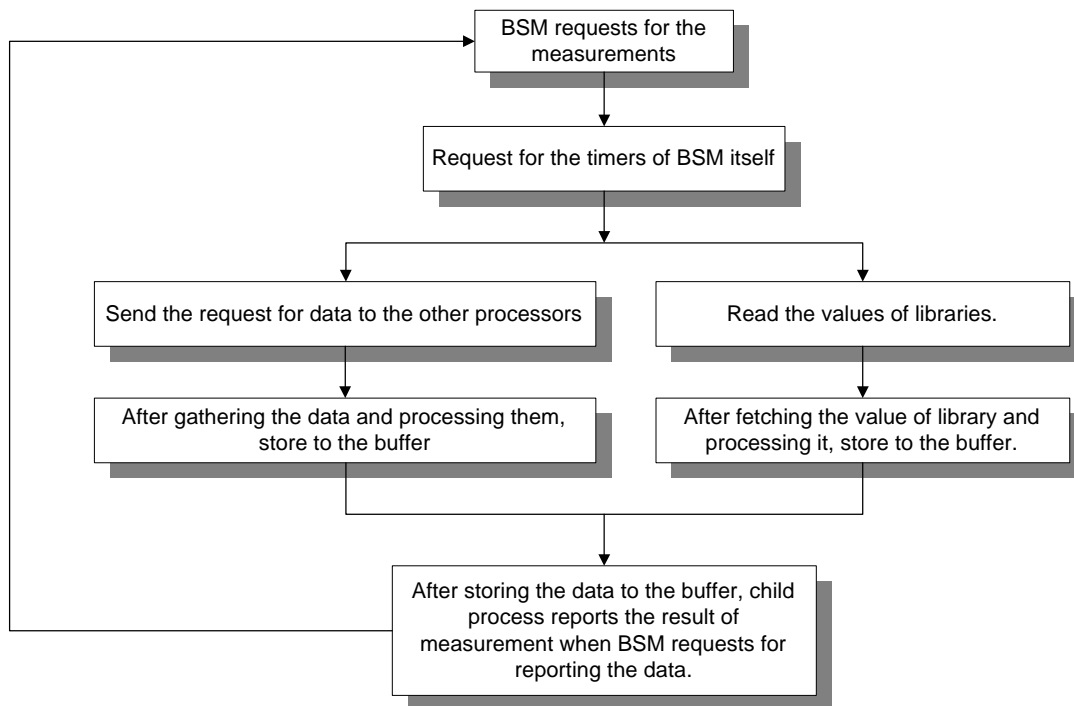 BSM requests for the
measurements
Request for the timers of BSM itself
Send the request for data to the other processors
Read the values of libraries.
After gathering the data and processing them,
store to the buffer
After fetching the value of library and
processing it, store to the buffer.
After storing the data to the buffer, child
process reports the result of
measurement when BSM requests for
reporting the data.